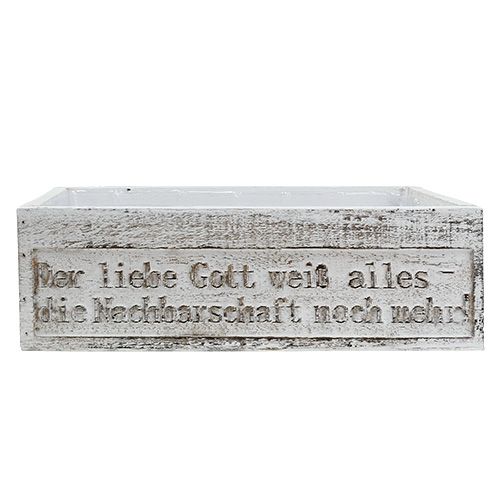 Der liebe Gott weiß alles –
die Nachbarschaft noch mehr!